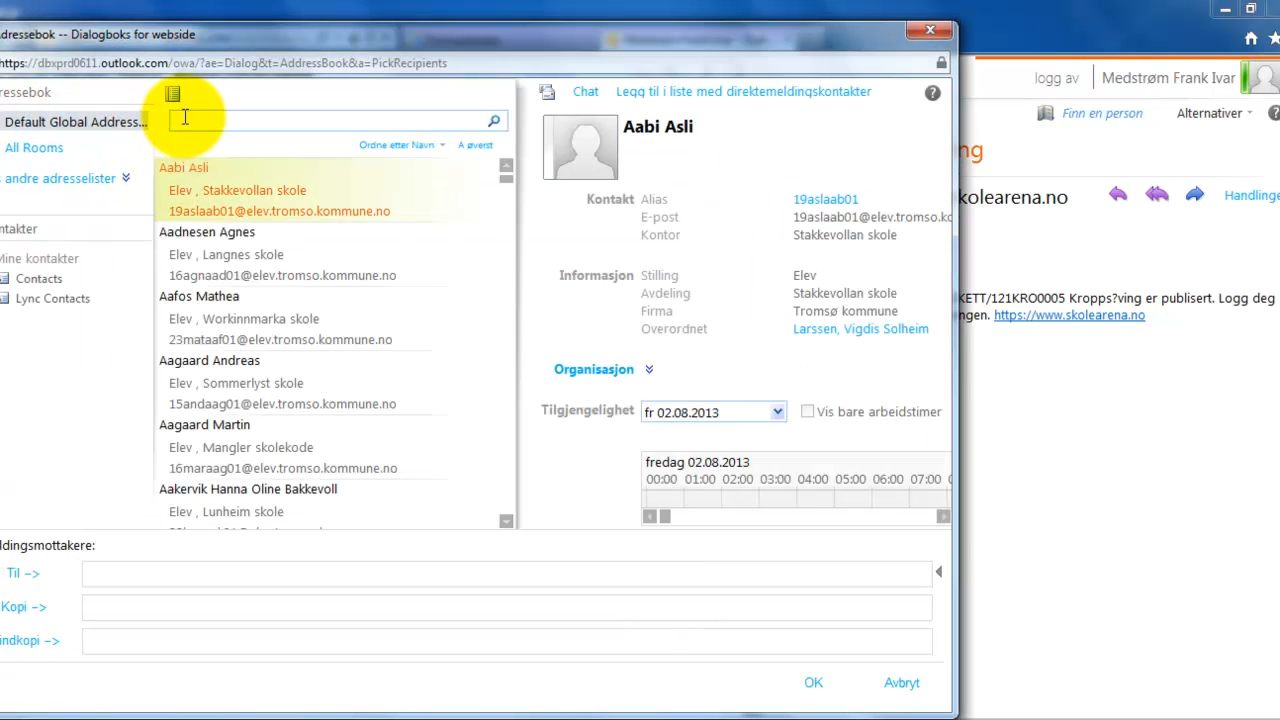 dressebok -- Dialogboks for webside
https://dbxprd0611.outlook.com/owa/?ae=Dialog&t=AddressBook&a=PickRecipients
ressebok
Default Global Address...
All Rooms
s andre adresselister
ntakter
Mine kontakter
Contacts
Lync Contacts
Ordne etter Navn
A øverst
Aabi Asli
Elev , Stakkevollan skole
19aslaab01@elev.tromso.kommune.no
Aadnesen Agnes
Elev , Langnes skole
16agnaad01@elev.tromso.kommune.no
Aafos Mathea
Elev , Workinnmarka skole
23mataaf01@elev.tromso.kommune.no
Aagaard Andreas
Elev , Sommerlyst skole
15andaag01@elev.tromso.kommune.no
Aagaard Martin
Elev , Mangler skolekode
16maraag01@elev.tromso.kommune.no
Aakervik Hanna Oline Bakkevoll
Elev , Lunheim skole
Chat
Legg til i liste med direktemeldingskontakter
Aabi Asli
Kontakt Alias 19aslaab01
E-post 19aslaab01@elev.tromso.kc
Kontor Stakkevollan skole
Informasjon Stilling Elev
Avdeling Stakkevollan skole
Firma Tromsø kommune
Overordnet Larssen, Vigdis Solheim
Organisasjon
Tilgjengelighet fr 02.08.2013 Vis bare arbeidstimer
fredag 02.08.2013
00:00 01:00 02:00 03:00 04:00 05:00 06:00 07:00
ldingsmottakere:
Til –>
Kopi –>
indkopi –>
OK Avbryt
logg av Medstrøm Frank Ivar
Finn en person Alternativer
ng
kolearena.no
Handlinge
KETT/121KRO0005 Kropps?ving er publisert. Logg deg
ngen. https://www.skolearena.no